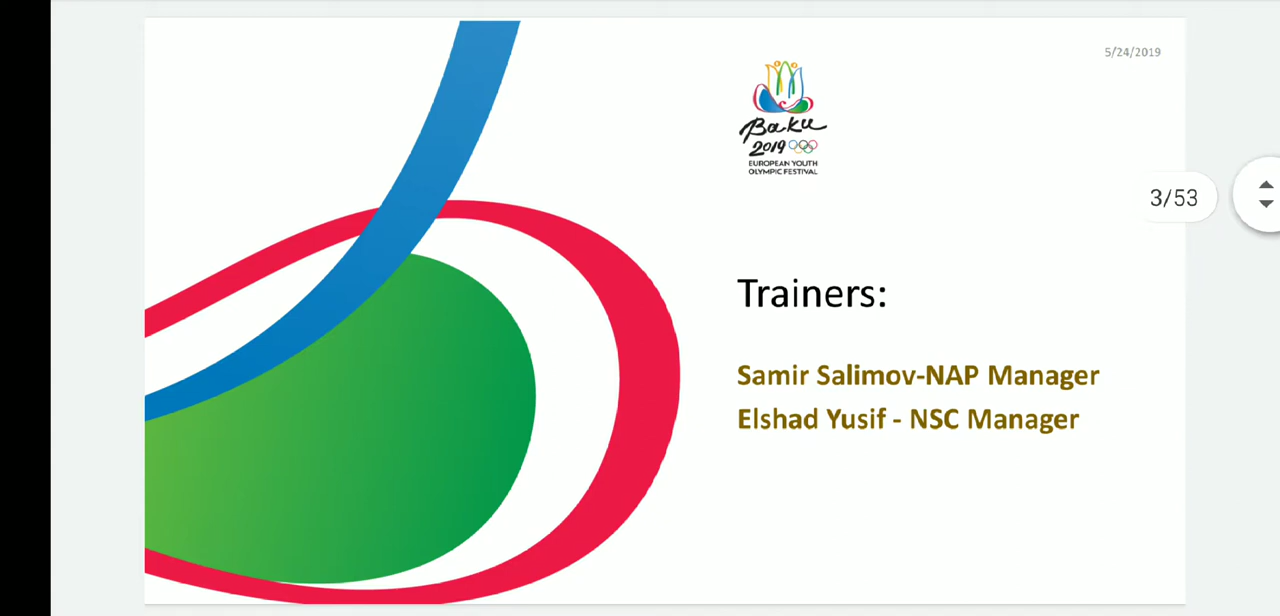 5/24/2019
Baku
2019
EUROPEAN YOUTH
OLYMPIC FESTIVAL
3/53
Trainers:
Samir Salimov-NAP Manager
Elshad Yusif - NSC Manager